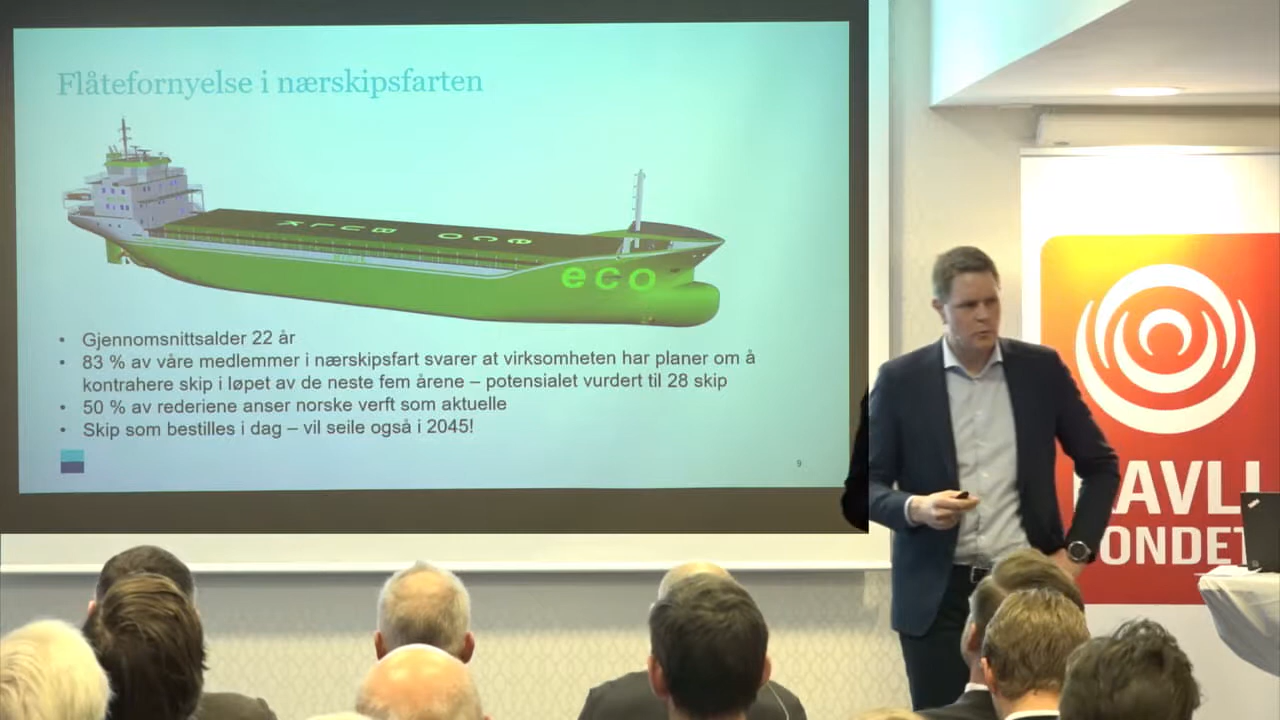 Flåtefornyelse i nærskipsfarten
eco
• Gjennomsnittsalder 22 år
• 83 % av våre medlemmer i nærskipsfart svarer at virksomheten har planer om å
kontrahere skip i løpet av de neste fem årene – potensialet vurdert til 28 skip
• 50 % av rederiene anser norske verft som aktuelle
• Skip som bestilles i dag – vil seile også i 2045!
9
AVLI
ONDET